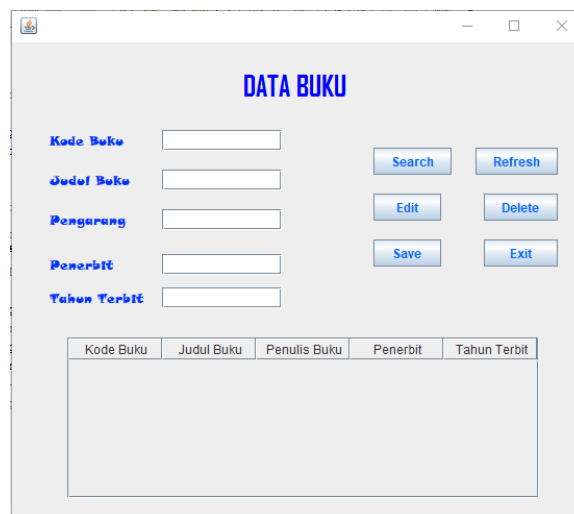 DATA BUKU
Kode Buku
Judul Buku
Pengarang
Penerbit
Tahun Terbit
Search Refresh
Edit Delete
Save Exit
Kode Buku Judul Buku Penulis Buku Penerbit Tahun Terbit